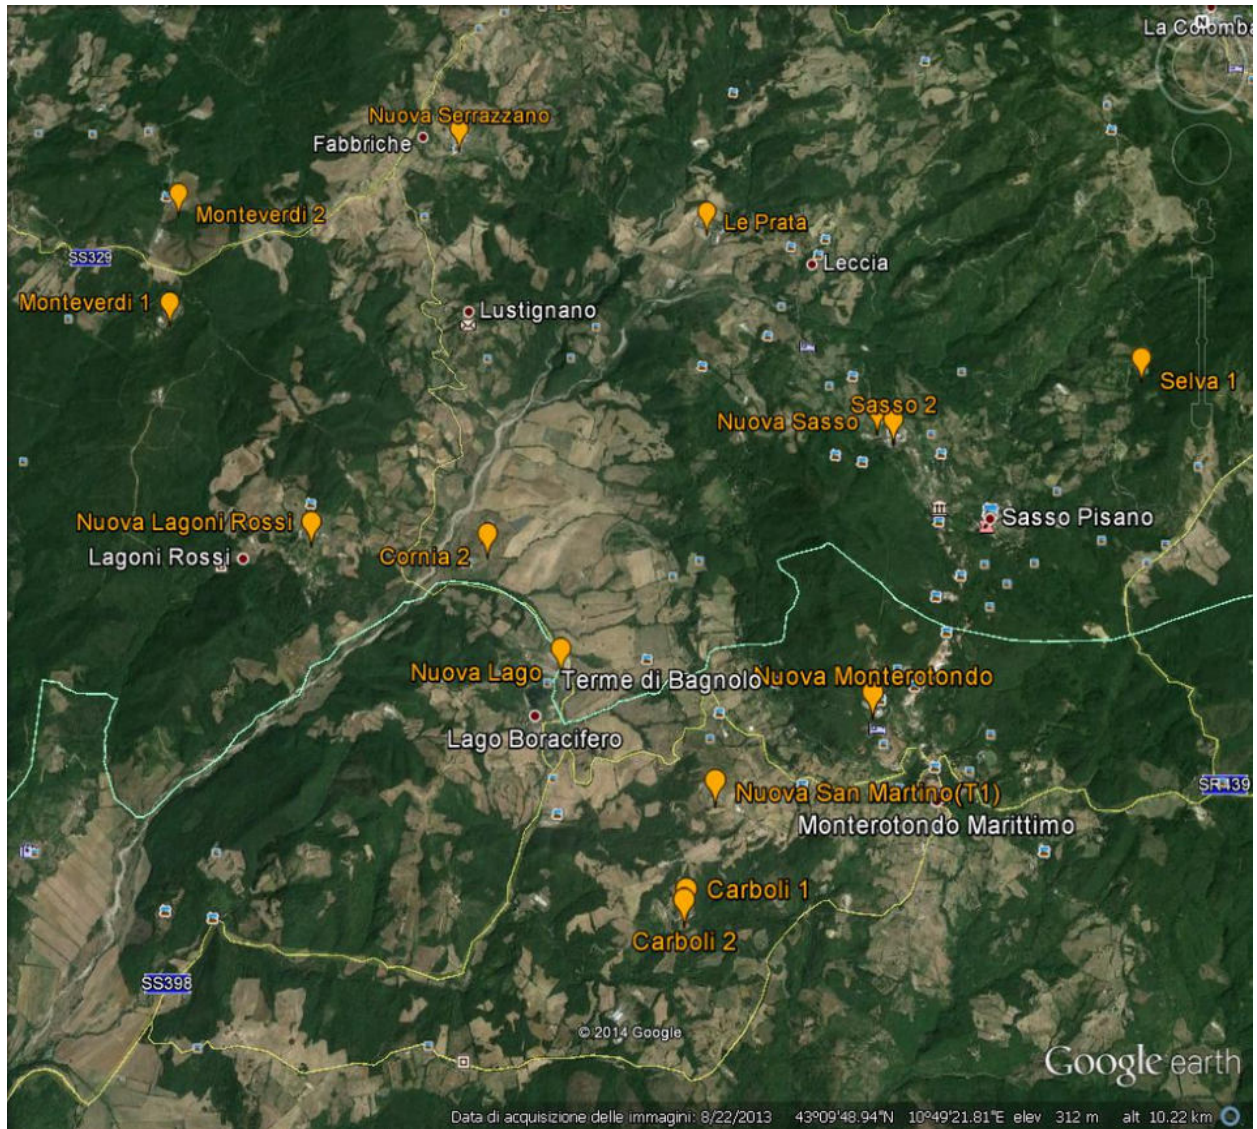 La Colomba
N
Nuova Serrazzano
Fabbriche
Monteverdi 2
Le Prata
SS329
Leccia
Monteverdi 1
Lustignano
Selva 1
Sasso 2
Nuova Sasso
Nuova Lagoni Rossi
Sasso Pisano
Cornia 2
Lagoni Rossi
Nuova Lago
Terme di Bagnolo
Nuova Monterotondo
Lago Boracifero
SR439
Nuova San Martino(T1)
Monterotondo Marittimo
Carboli 1
Carboli 2
SS398
© 2014 Google
Google earth
Data di acquisizione delle immagini: 8/22/2013 43°09'48.94"N 10°49'21.81"E elev 312 m alt 10.22 km